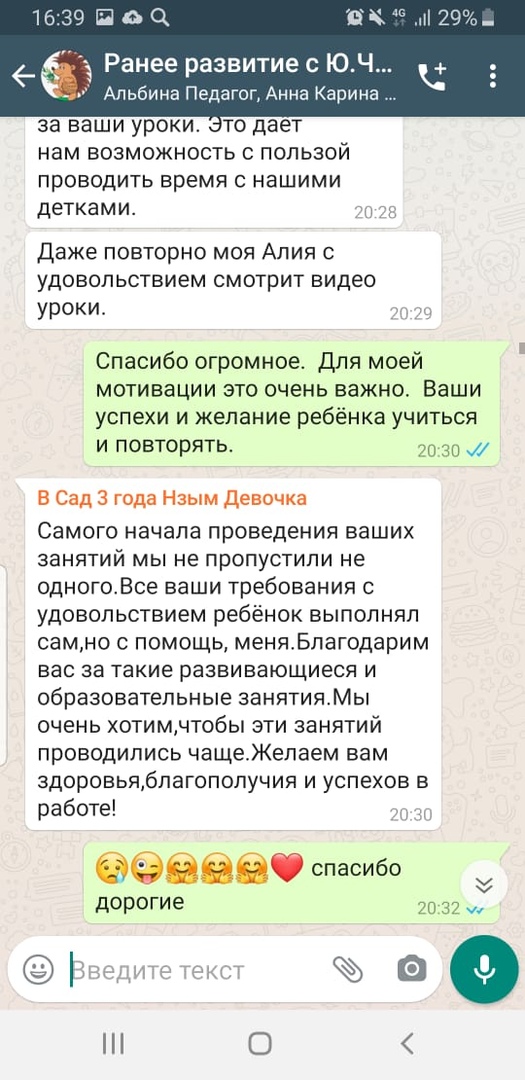 16:39
4G
29%
Ранее развитие с Ю.Ч...
Альбина Педагог, Анна Карина ...
за ваши уроки. Это даёт
нам возможность с пользой
проводить время с нашими
детками.
20:28
Даже повторно моя Алия с
удовольствием смотрит видео
уроки.
20:29
Спасибо огромное. Для моей
мотивации это очень важно. Ваши
успехи и желание ребёнка учиться
и повторять.
20:30
В Сад 3 года Нзым Девочка
Самого начала проведения ваших
занятий мы не пропустили не
одного.Все ваши требования с
удовольствием ребёнок выполнял
сам,но с помощь, меня.Благодарим
вас за такие развивающиеся и
образовательные занятия.Мы
очень хотим,чтобы эти занятий
проводились чаще.Желаем вам
здоровья,благополучия и успехов в
работе!
20:30
😢😜🤗🤗🤗❤️ спасибо
дорогие
20:32
Введите текст